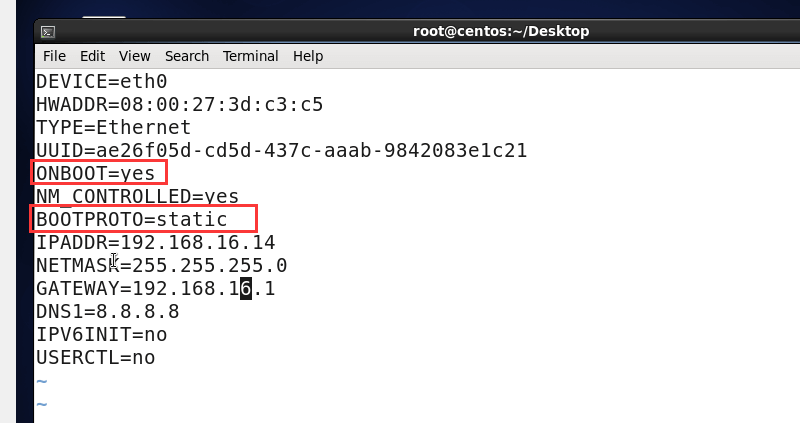 root@centos:~/Desktop
File Edit View Search Terminal Help
DEVICE=eth0
HWADDR=08:00:27:3d:c3:c5
TYPE=Ethernet
UUID=ae26f05d-cd5d-437c-aaab-9842083e1c21
ONBOOT=yes
NM_CONTROLLED=yes
BOOTPROTO=static
IPADDR=192.168.16.14
NETMASK=255.255.255.0
GATEWAY=192.168.16.1
DNS1=8.8.8.8
IPV6INIT=no
USERCTL=no
~
~